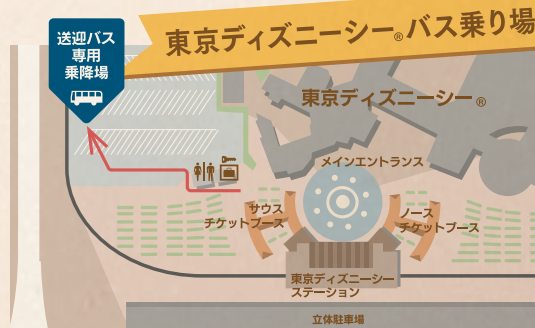 送迎バス
専用
乗降場
東京ディズニーシー®バス乗り場
東京ディズニーシー®
メインエントランス
サウス
チケットブース
ノース
チケットブース
東京ディズニーシー
ステーション
立体駐車場